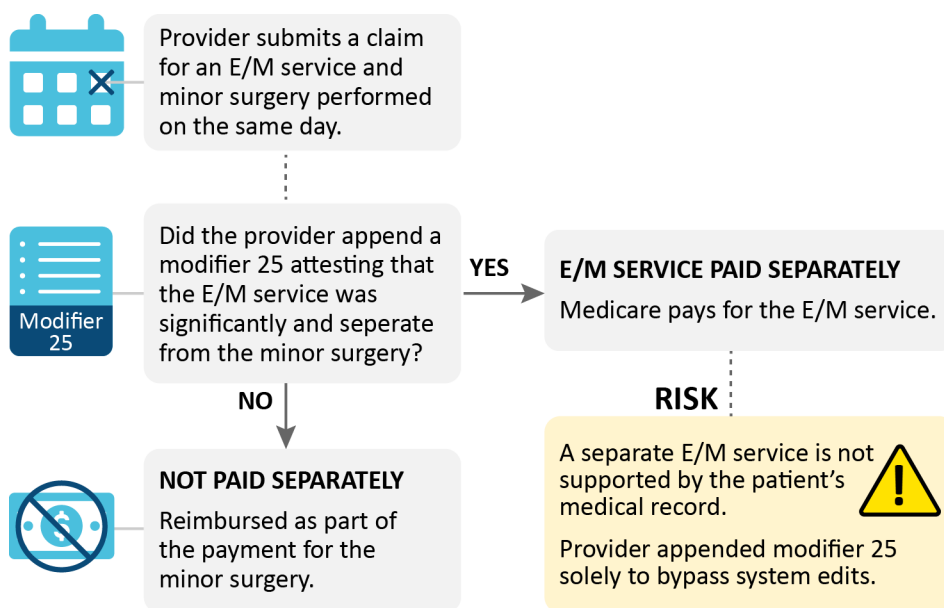 Provider submits a claim
for an E/M service and
minor surgery performed
on the same day.
Modifier
25
Did the provider append a
modifier 25 attesting that
the E/M service was
significantly and seperate
from the minor surgery?
YES
E/M SERVICE PAID SEPARATELY
Medicare pays for the E/M service.
NO
NOT PAID SEPARATELY
Reimbursed as part of
the payment for the
minor surgery.
$
RISK
A separate E/M service is not
supported by the patient’s
medical record.
!
Provider appended modifier 25
solely to bypass system edits.